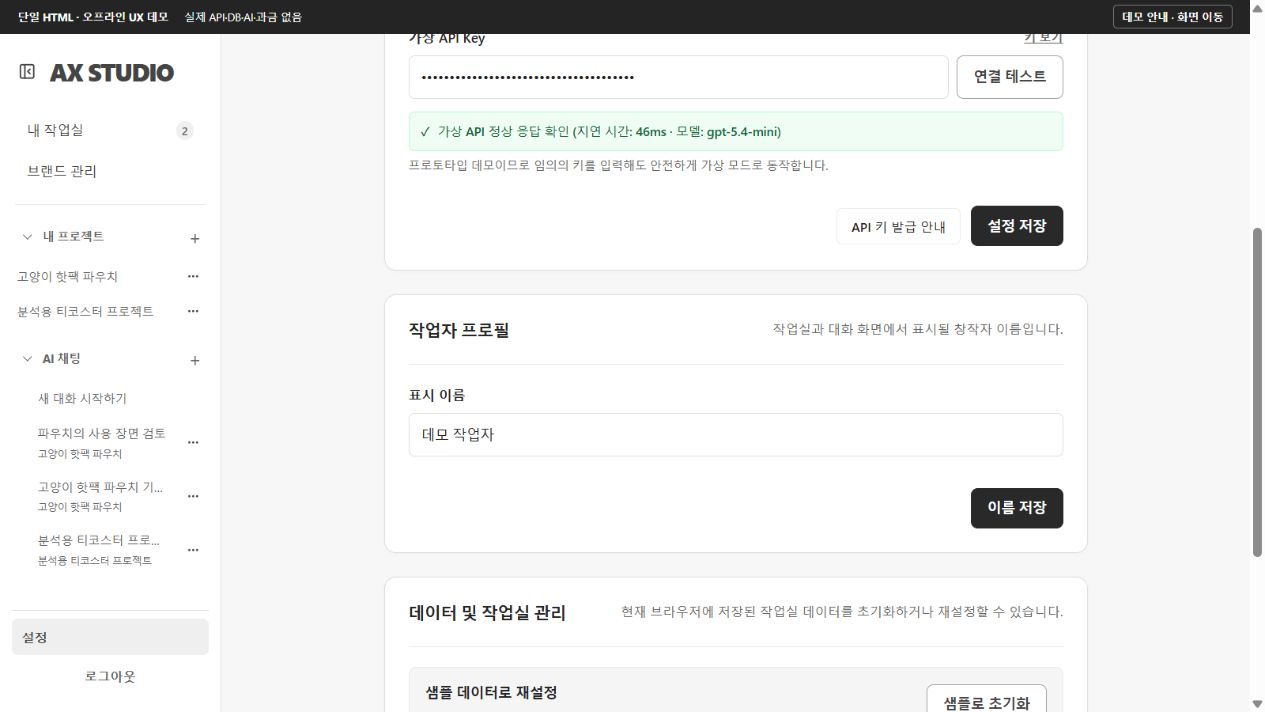 단일 HTML · 오프라인 UX 데모 실제 API·DB·AI·과금 없음
데모 안내 · 화면 이동
AX STUDIO
내 작업실 2
브랜드 관리
내 프로젝트 +
고양이 핫팩 파우치 ...
분석용 티코스터 프로젝트 ...
AI 채팅 +
새 대화 시작하기
파우치의 사용 장면 검토 ...
고양이 핫팩 파우치
고양이 핫팩 파우치 기... ...
고양이 핫팩 파우치
분석용 티코스터 프로... ...
분석용 티코스터 프로젝트
설정
로그아웃
가상 API Key 키 보기
••••••••••••••••••••••••••••••••••••••
연결 테스트
✓ 가상 API 정상 응답 확인 (지연 시간: 46ms · 모델: gpt-5.4-mini)
프로토타입 데모이므로 임의의 키를 입력해도 안전하게 가상 모드로 동작합니다.
API 키 발급 안내 설정 저장
작업자 프로필 작업실과 대화 화면에서 표시될 창작자 이름입니다.
표시 이름
데모 작업자
이름 저장
데이터 및 작업실 관리 현재 브라우저에 저장된 작업실 데이터를 초기화하거나 재설정할 수 있습니다.
샘플 데이터로 재설정
샘플로 초기화